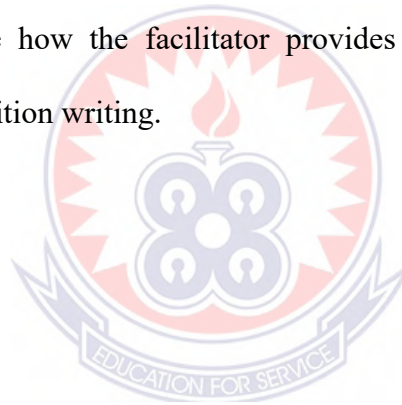 how the facilitator provides
ition writing.
EDUCATION FOR SERVICE